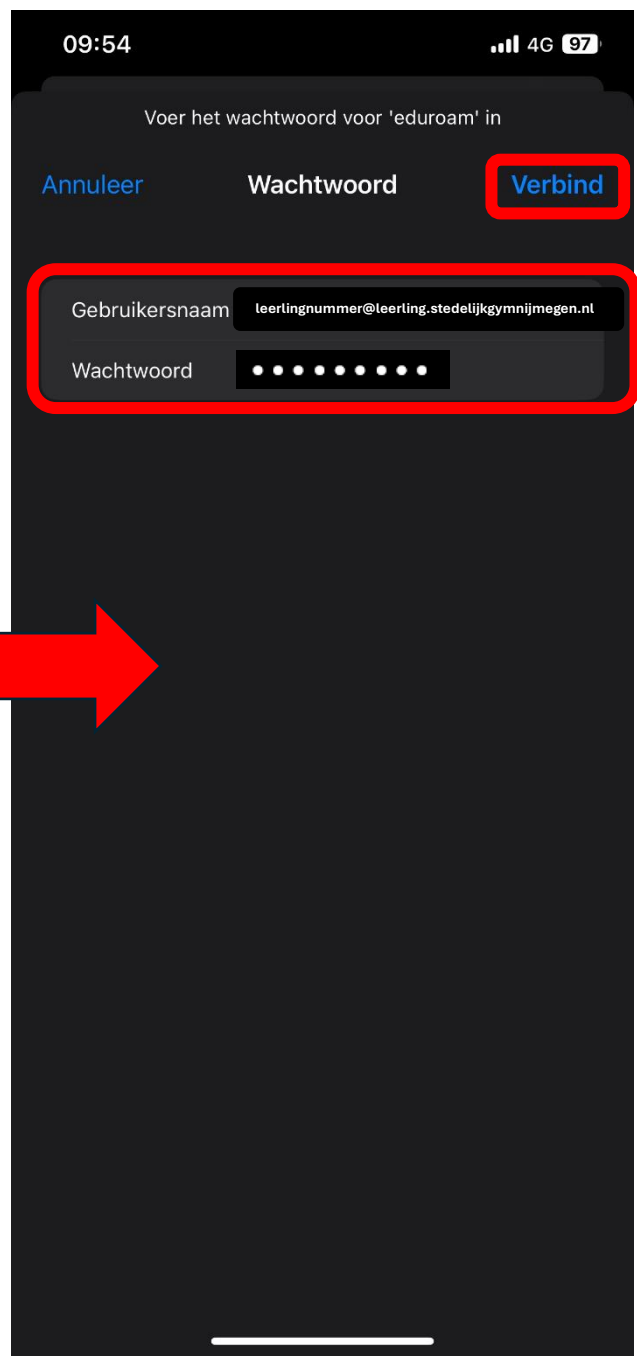 09:54 4G 97
Voer het wachtwoord voor 'eduroam' in
Annuleer Wachtwoord Verbind
Gebruikersnaam leerlingnummer@leerling.stedelijkgymnijmegen.nl
Wachtwoord ●●●●●●●●●